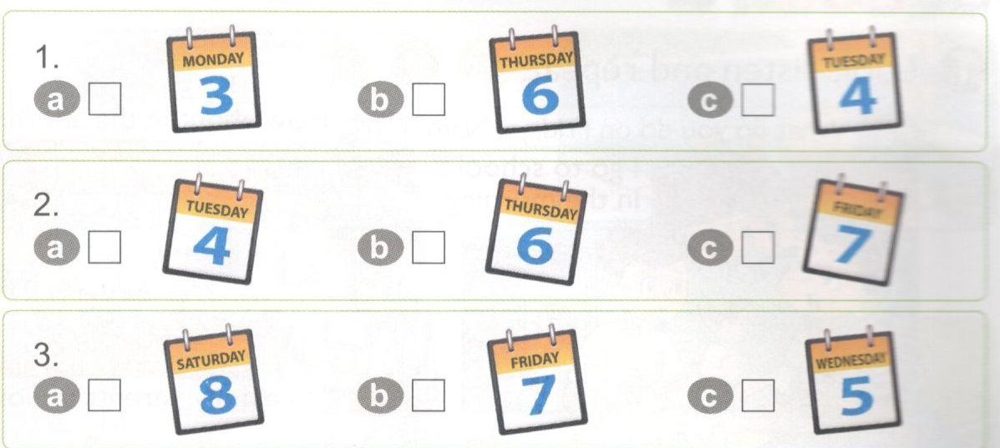 1.
a MONDAY 3 b THURSDAY 6 c TUESDAY 4
2.
a TUESDAY 4 b THURSDAY 6 c FRIDAY 7
3.
a SATURDAY 8 b FRIDAY 7 c WEDNESDAY 5